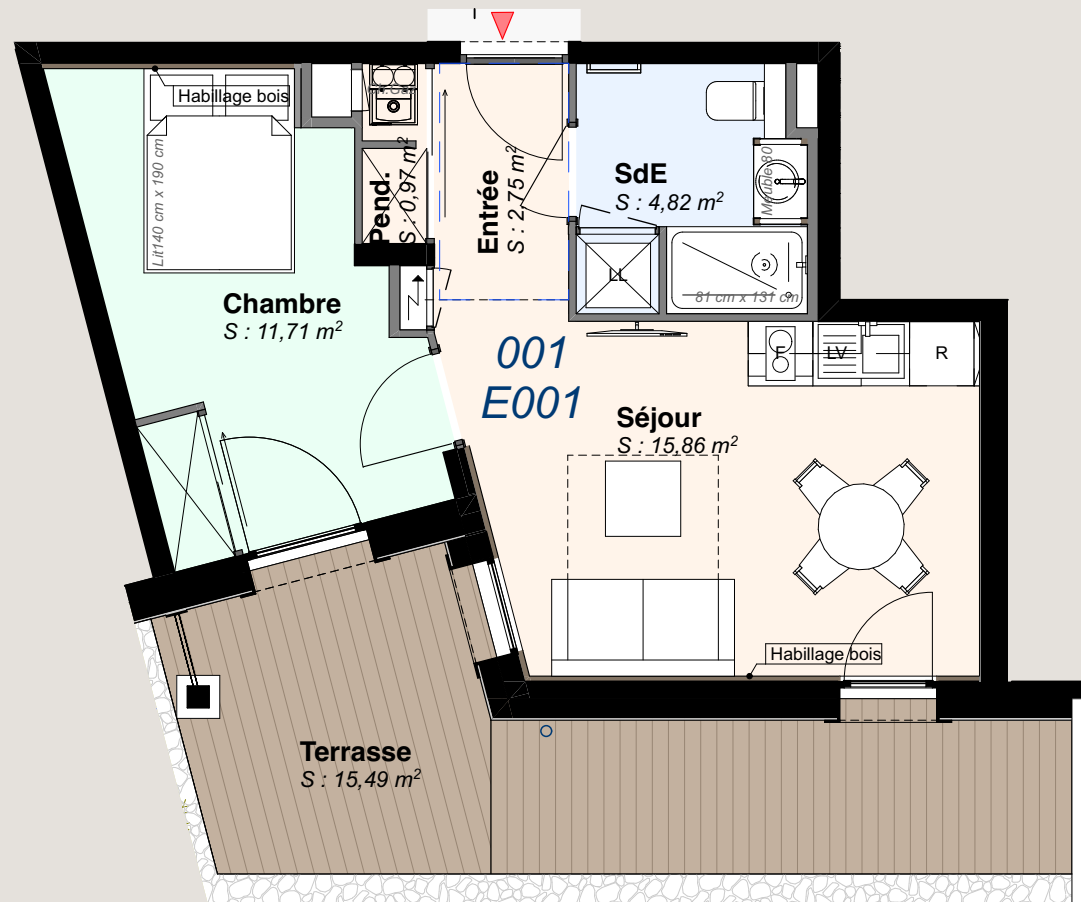 Habillage bois
Lit140 cm x 190 cm
Pend.
S : 0,97 m²
Entrée
S : 2,75 m²
SdE
S : 4,82 m²
Meuble 80
LL
81 cm x 131 cm
Chambre
S : 11,71 m²
001
E001
F
LV
R
Séjour
S : 15,86 m²
Habillage bois
Terrasse
S : 15,49 m²